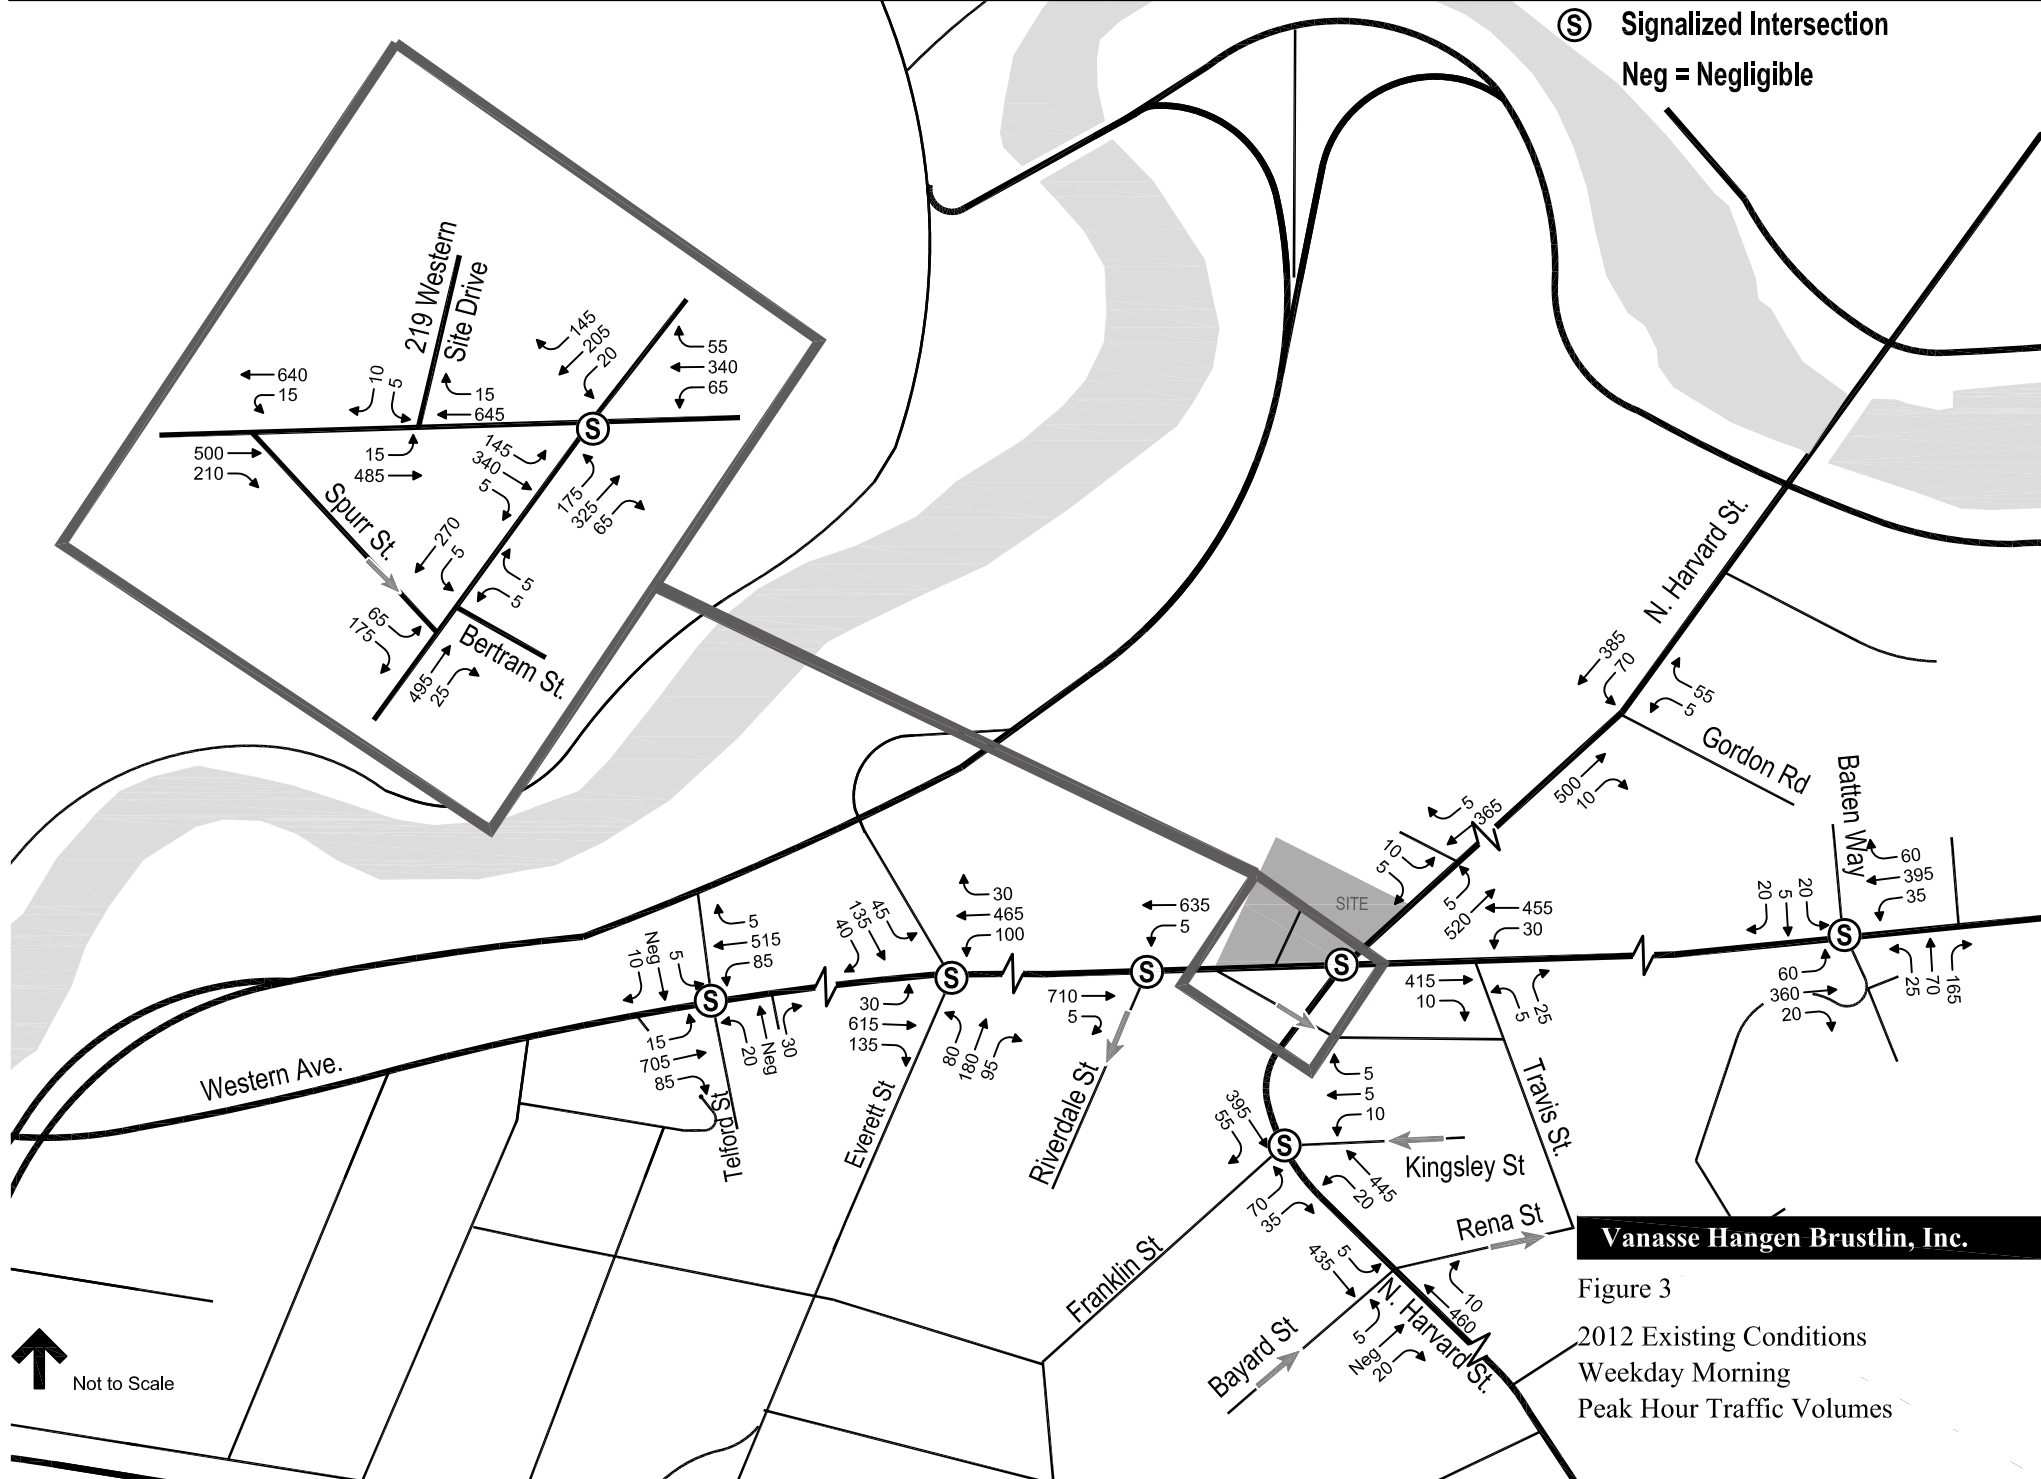 Ⓢ Signalized Intersection
Neg = Negligible
219 Western
Site Drive
145
205
20
55
340
65
640
15
10
5
15
645
500
210
15
485
145
340
5
175
325
65
Spurr St.
270
5
5
5
65
175
Bertram St.
495
25
N. Harvard St.
385
70
55
5
Gordon Rd
500
10
Batten Way
60
395
35
20
5
20
S
60
360
20
25
70
165
5
365
10
5
5
520
SITE
455
30
S
415
10
5
25
635
5
S
710
5
30
465
100
45
135
40
S
30
615
135
80
180
95
5
515
85
Neg
10
5
S
15
705
85
20
Neg
30
Western Ave.
Telford St
Everett St
Riverdale St
Travis St.
5
5
10
395
55
S
Kingsley St
445
20
70
35
Rena St
5
435
10
460
Franklin St
N. Harvard St.
5
Neg
20
Bayard St
S
Not to Scale
Vanasse Hangen Brustlin, Inc.
Figure 3
2012 Existing Conditions
Weekday Morning
Peak Hour Traffic Volumes